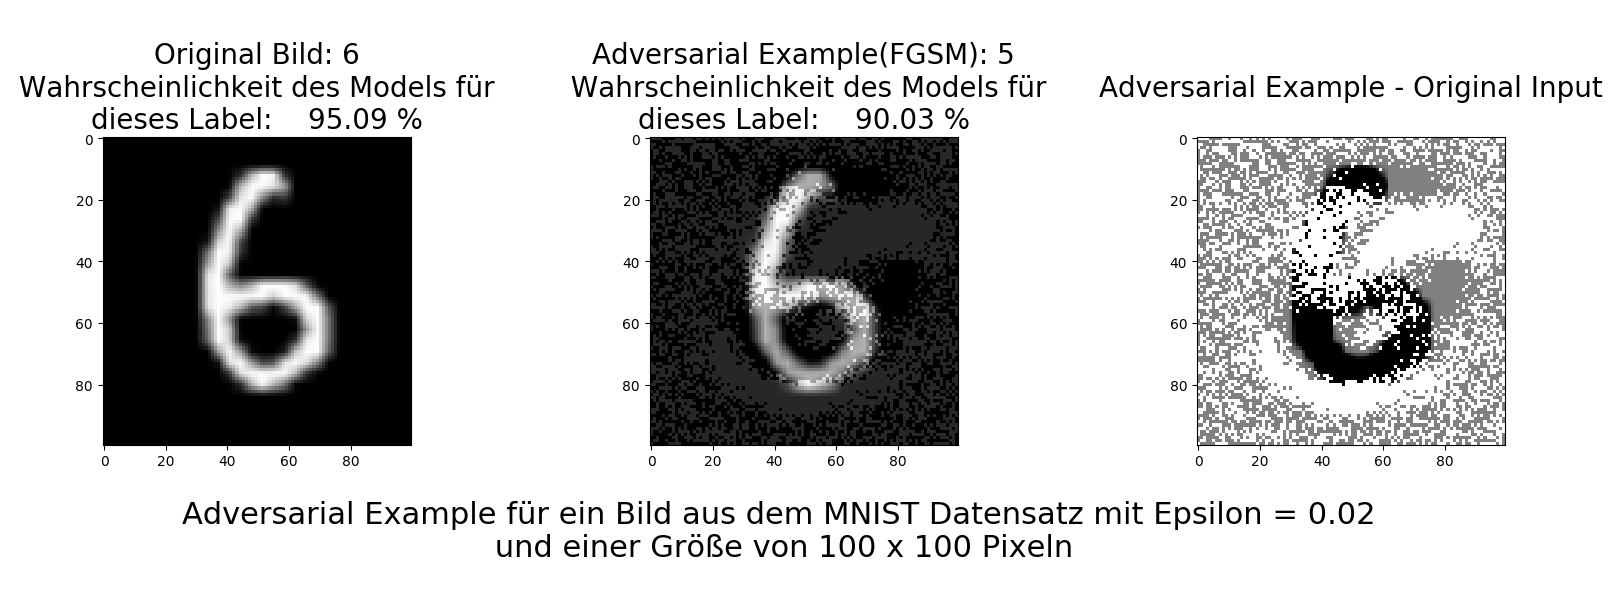 Original Bild: 6
Wahrscheinlichkeit des Models für
dieses Label: 95.09 %
Adversarial Example(FGSM): 5
Wahrscheinlichkeit des Models für
dieses Label: 90.03 %
Adversarial Example - Original Input
0
20
40
60
80
0 20 40 60 80
6
0
20
40
60
80
0 20 40 60 80
6
0
20
40
60
80
0 20 40 60 80
Adversarial Example für ein Bild aus dem MNIST Datensatz mit Epsilon = 0.02
und einer Größe von 100 x 100 Pixeln